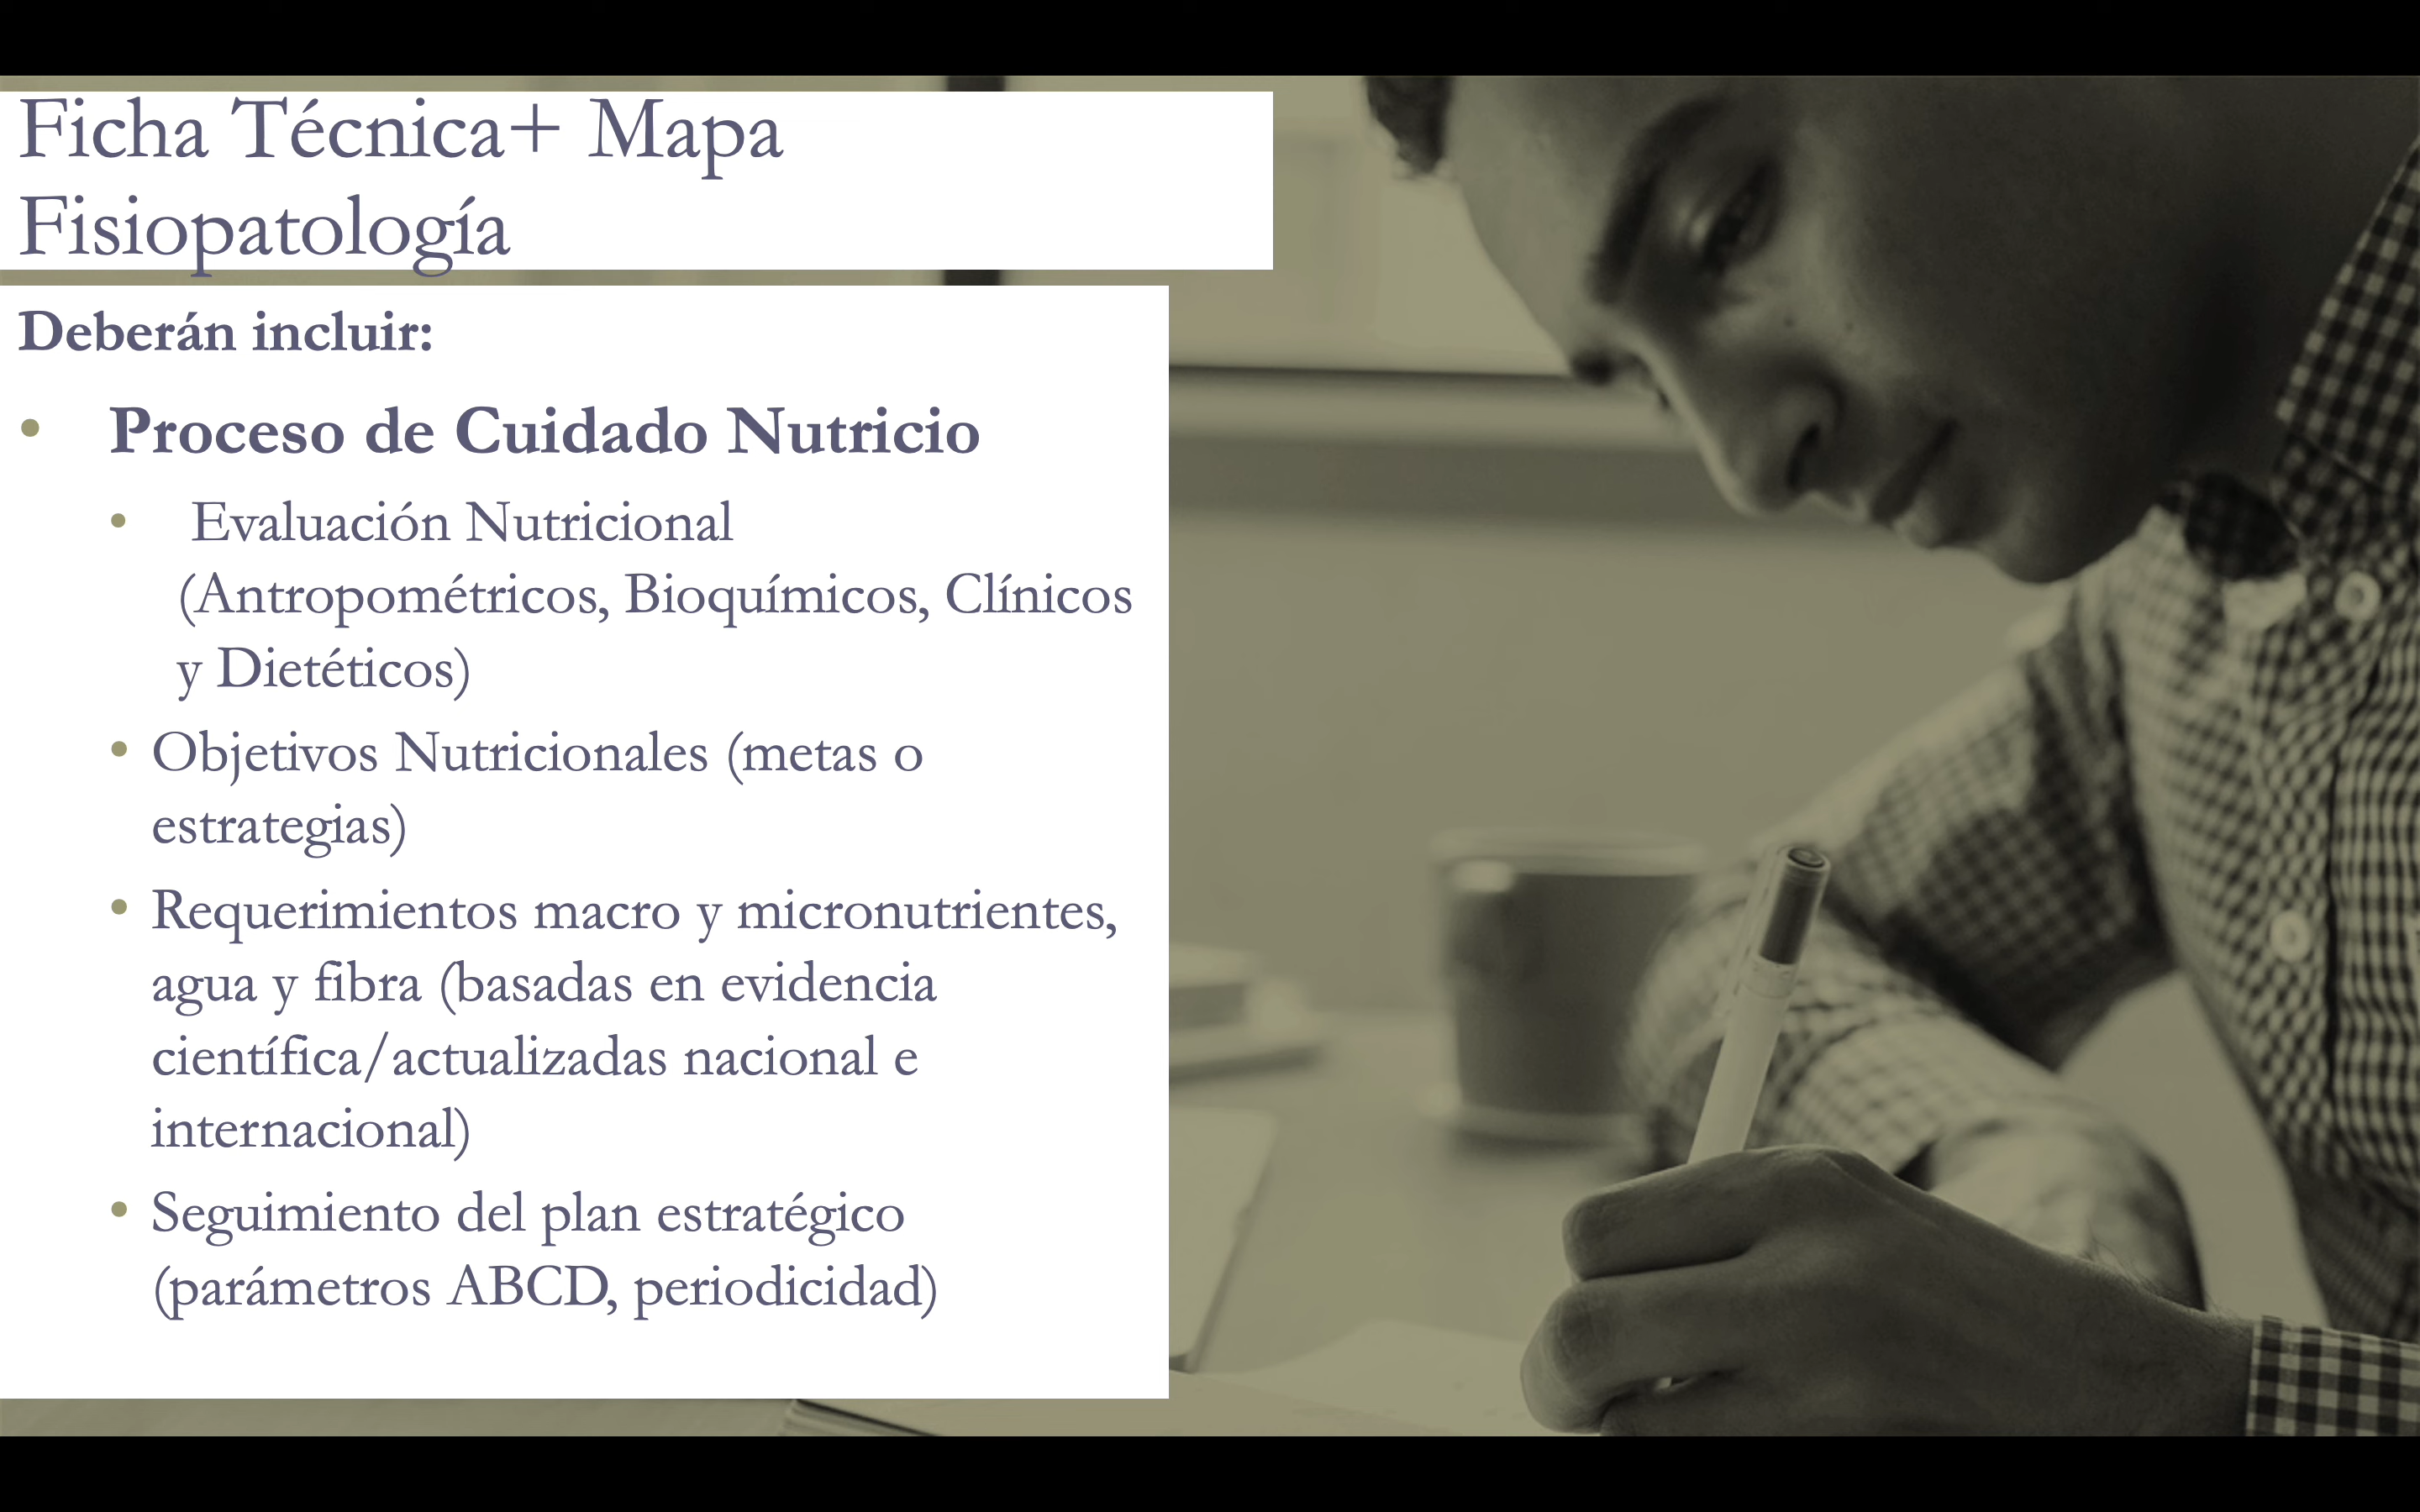 Ficha Técnica+ Mapa
Fisiopatología
Deberán incluir:
• Proceso de Cuidado Nutricio
• Evaluación Nutricional
(Antropométricos, Bioquímicos, Clínicos
y Dietéticos)
• Objetivos Nutricionales (metas o
estrategias)
• Requerimientos macro y micronutrientes,
agua y fibra (basadas en evidencia
científica/actualizadas nacional e
internacional)
• Seguimiento del plan estratégico
(parámetros ABCD, periodicidad)